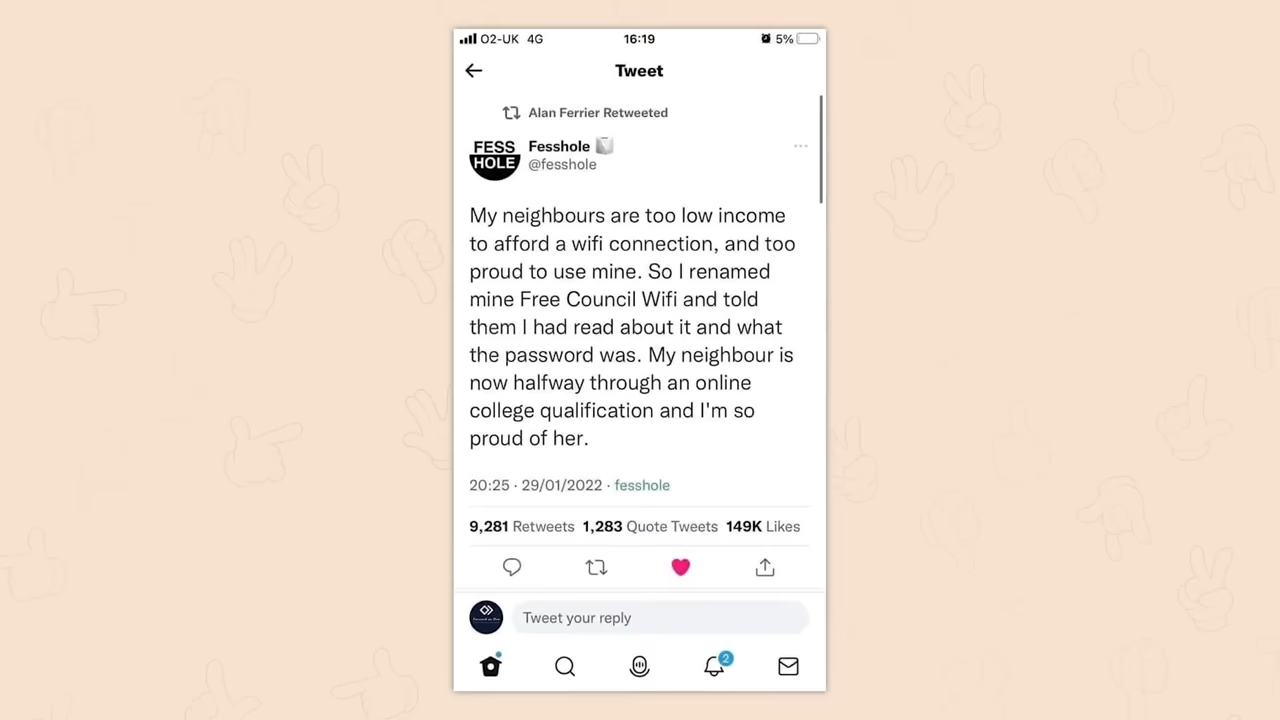 O2-UK 4G 16:19 5%
Tweet
Alan Ferrier Retweeted
FESS
HOLE
Fesshole
@fesshole
My neighbours are too low income
to afford a wifi connection, and too
proud to use mine. So I renamed
mine Free Council Wifi and told
them I had read about it and what
the password was. My neighbour is
now halfway through an online
college qualification and I'm so
proud of her.
20:25 · 29/01/2022 · fesshole
9,281 Retweets 1,283 Quote Tweets 149K Likes
Tweet your reply
2